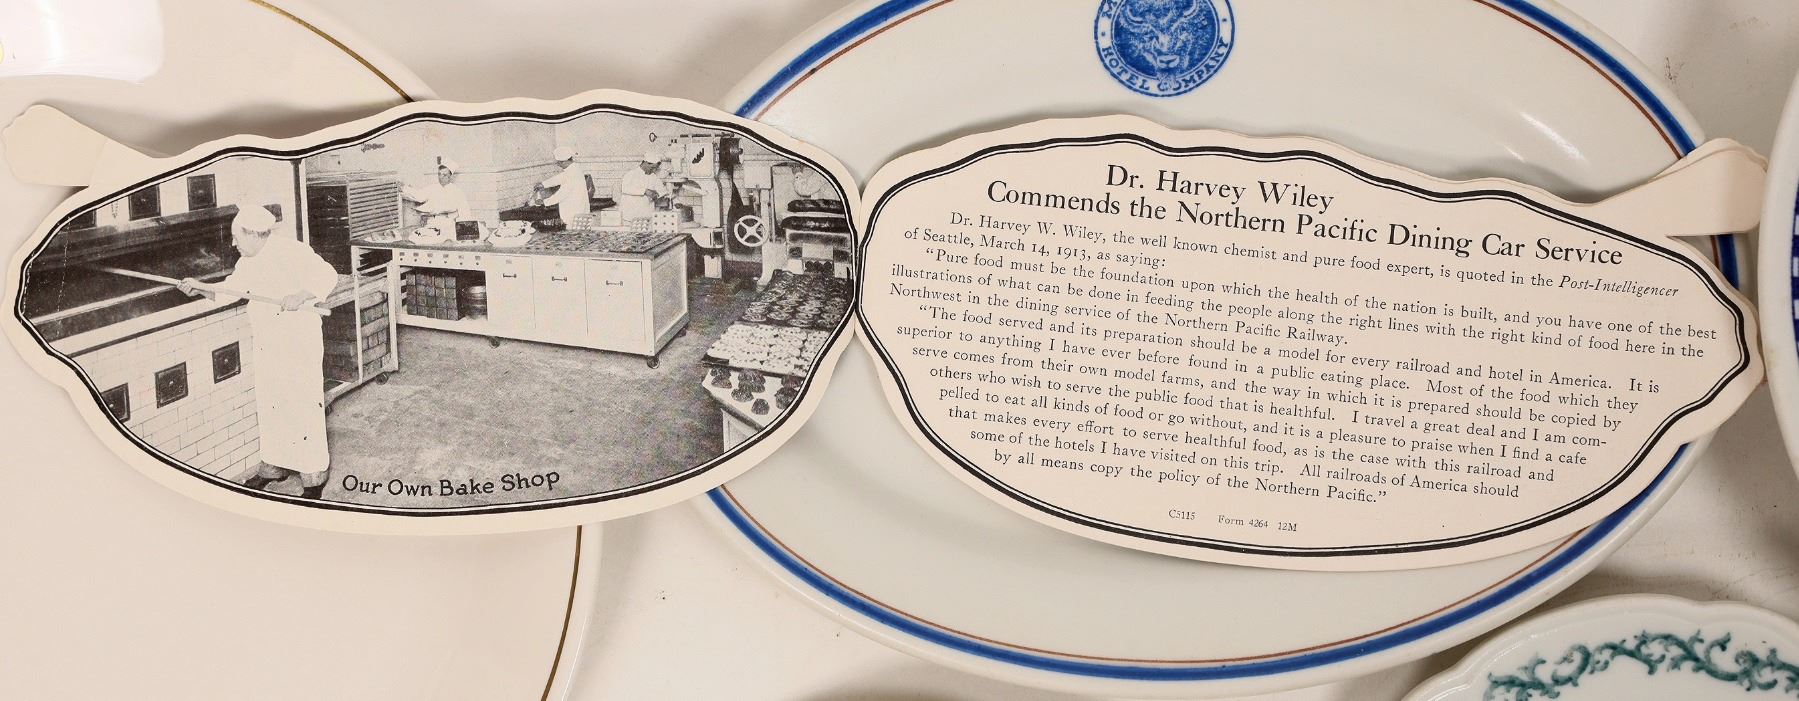 HOTEL COMPANY
Our Own Bake Shop
Dr. Harvey Wiley
Commends the Northern Pacific Dining Car Service
Dr. Harvey W. Wiley, the well known chemist and pure food expert, is quoted in the Post-Intelligencer
of Seattle, March 14, 1913, as saying:
"Pure food must be the foundation upon which the health of the nation is built, and you have one of the best
illustrations of what can be done in feeding the people along the right lines with the right kind of food here in the
Northwest in the dining service of the Northern Pacific Railway.
"The food served and its preparation should be a model for every railroad and hotel in America. It is
superior to anything I have ever before found in a public eating place. Most of the food which they
serve comes from their own model farms, and the way in which it is prepared should be copied by
others who wish to serve the public food that is healthful. I travel a great deal and I am com-
pelled to eat all kinds of food or go without, and it is a pleasure to praise when I find a cafe
that makes every effort to serve healthful food, as is the case with this railroad and
some of the hotels I have visited on this trip. All railroads of America should
by all means copy the policy of the Northern Pacific."
C5115 Form 4264 12M